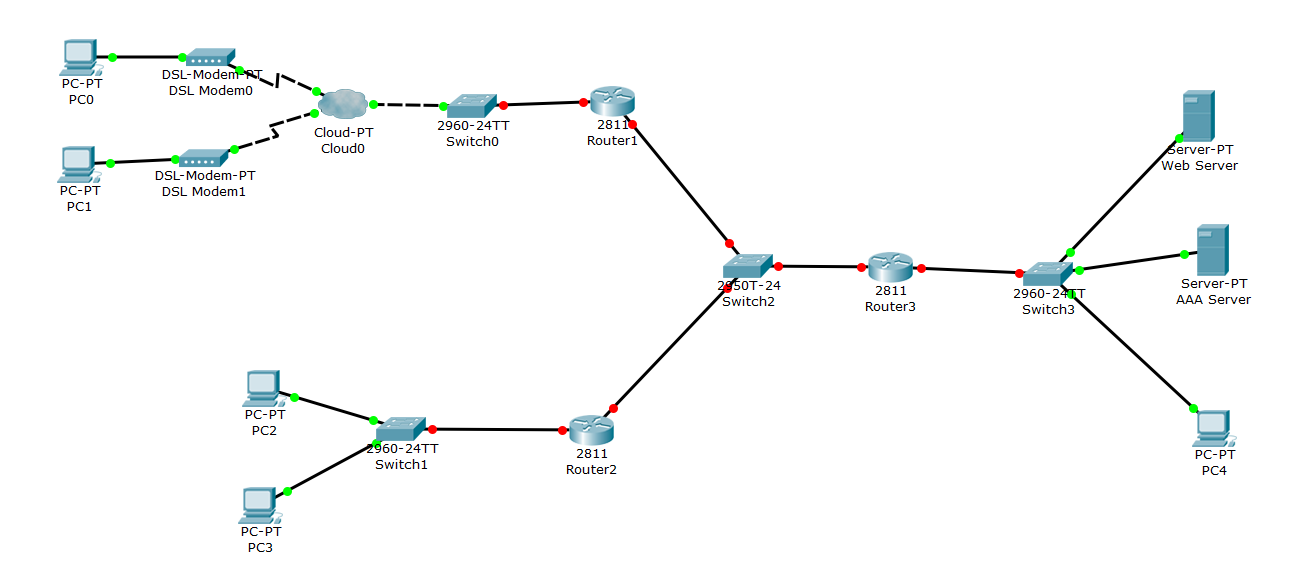 PC-PT
PC0
DSL-Modem-PT
DSL Modem0
Cloud-PT
Cloud0
2960-24TT
Switch0
2811
Router1
PC-PT
PC1
DSL-Modem-PT
DSL Modem1
Server-PT
Web Server
2950T-24
Switch2
2811
Router3
2960-24TT
Switch3
Server-PT
AAA Server
PC-PT
PC2
2960-24TT
Switch1
2811
Router2
PC-PT
PC4
PC-PT
PC3